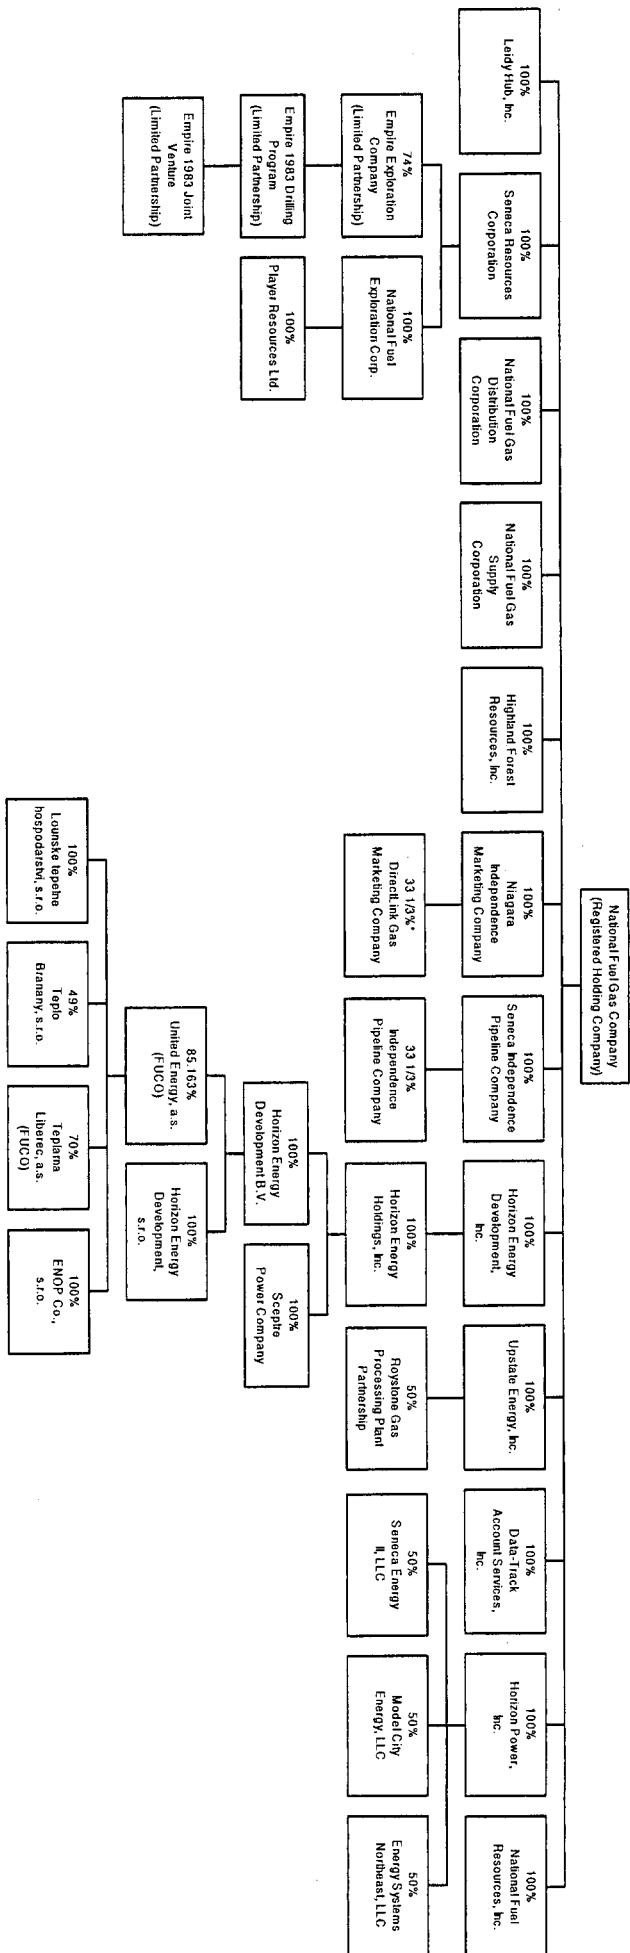 National Fuel Gas Company
(Registered Holding Company)
100%
Leidy Hub, Inc.
100%
Seneca Resources
Corporation
100%
National Fuel Gas
Distribution
Corporation
100%
National Fuel Gas
Supply
Corporation
100%
Highland Forest
Resources, Inc.
100%
Niagara
Independence
Marketing Company
100%
Seneca Independence
Pipeline Company
100%
Horizon Energy
Development,
Inc.
100%
Upstate Energy, Inc.
100%
Data-Track
Account Services,
Inc.
100%
Horizon Power,
Inc.
100%
National Fuel
Resources, Inc.
74%
Empire Exploration
Company
(Limited Partnership)
100%
National Fuel
Exploration Corp.
33 1/3%*
DirectLink Gas
Marketing Company
33 1/3%
Independence
Pipeline Company
100%
Horizon Energy
Holdings, Inc.
50%
Roystone Gas
Processing Plant
Partnership
50%
Seneca Energy
II, LLC
50%
Model City
Energy, LLC
50%
Energy Systems
Northeast, LLC
Empire 1983 Drilling
Program
(Limited Partnership)
100%
Player Resources Ltd.
100%
Horizon Energy
Development B.V.
100%
Sceptre
Power Company
Empire 1983 Joint
Venture
(Limited Partnership)
85.163%
United Energy, a.s.
(FUCO)
100%
Horizon Energy
Development,
s.r.o.
100%
Lounske tepelne
hospodarstvi, s.r.o.
49%
Teplo
Branany, s.r.o.
70%
Teplarna
Liberec, a.s.
(FUCO)
100%
ENOP Co.,
s.r.o.